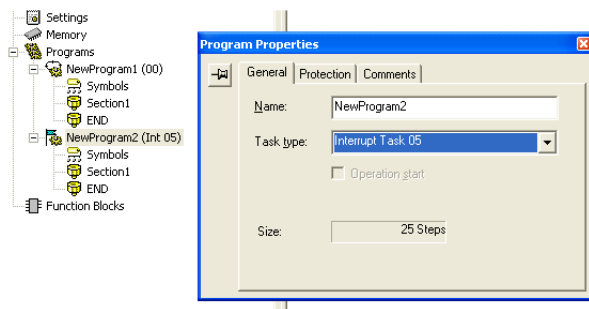 Settings
Memory
Programs
NewProgram1 (00)
Symbols
Section1
END
NewProgram2 (Int 05)
Symbols
Section1
END
Function Blocks
Program Properties
General Protection Comments
Name: NewProgram2
Task type: Interrupt Task 05
Operation start
Size: 25 Steps